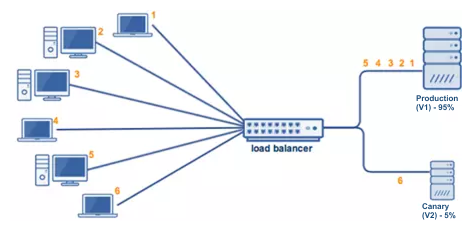 1
2
3
4
5
6
load balancer
5 4 3 2 1
Production
(V1) - 95%
6
Canary
(V2) - 5%